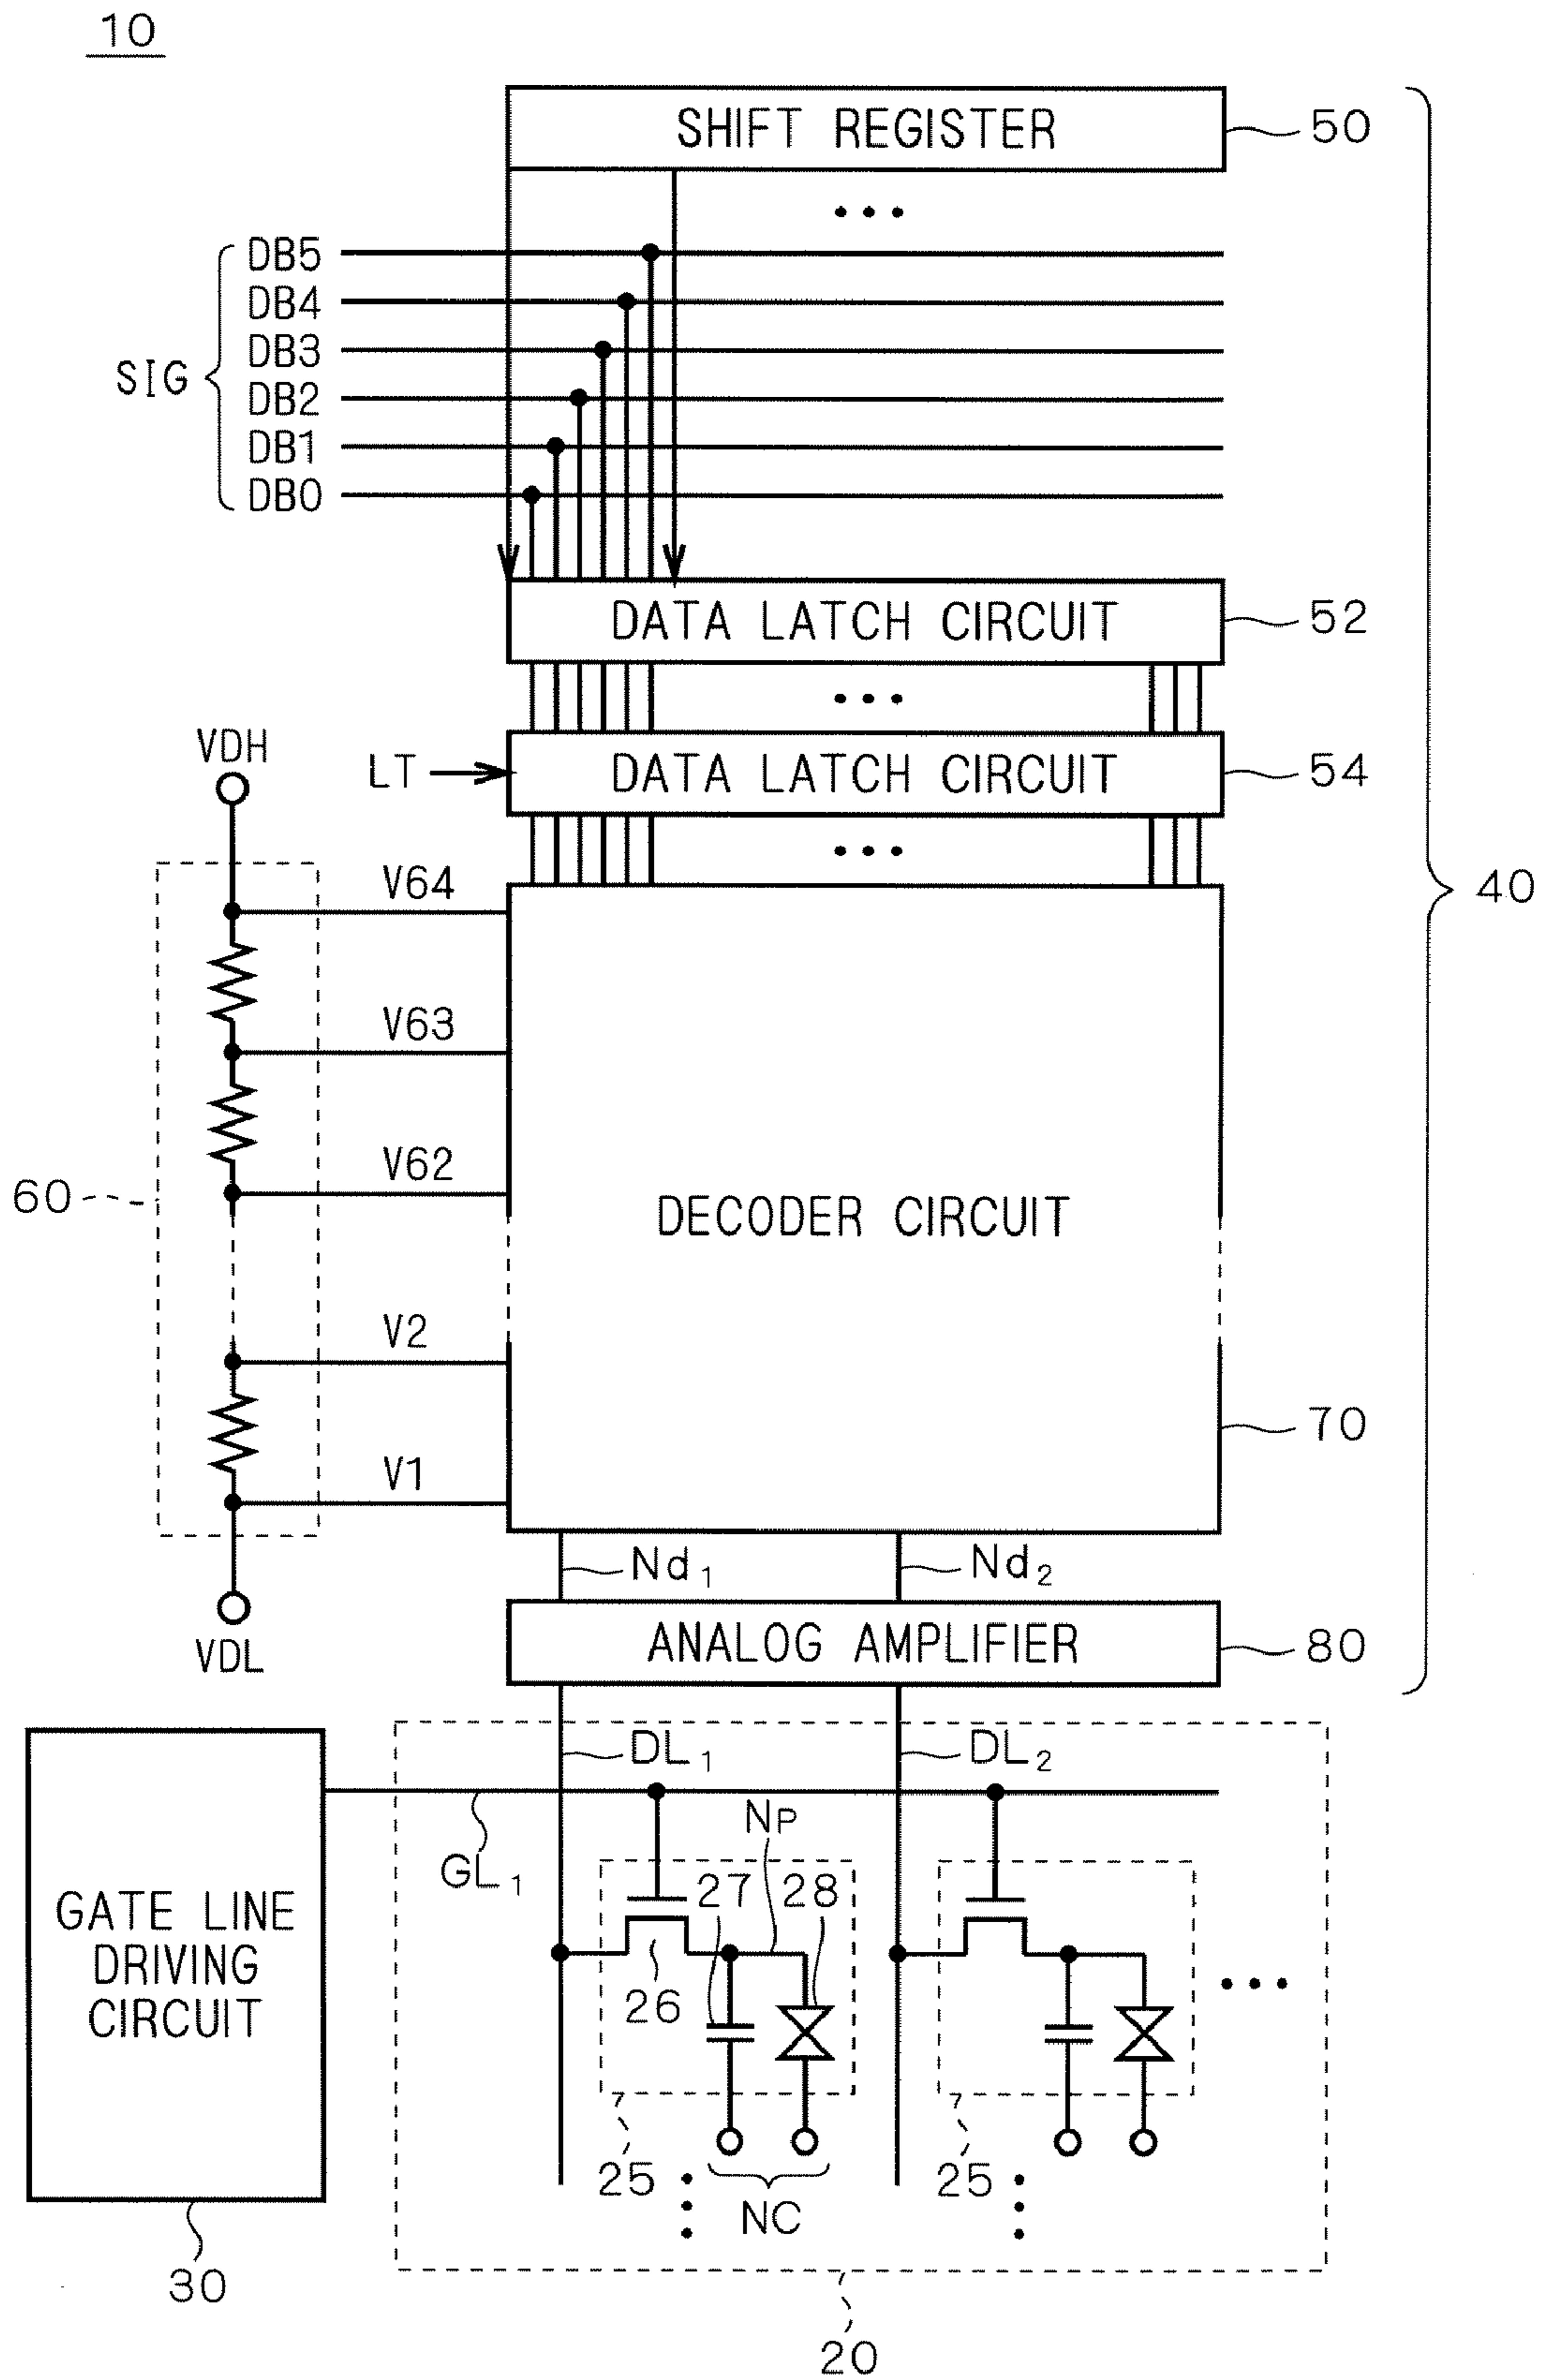 10
SHIFT REGISTER
50
DB5
DB4
DB3
SIG
DB2
DB1
DB0
DATA LATCH CIRCUIT
52
VDH
LT
DATA LATCH CIRCUIT
54
V64
40
V63
V62
60
DECODER CIRCUIT
V2
70
V1
Nd1
Nd2
ANALOG AMPLIFIER
80
VDL
DL1
DL2
NP
GL1
27
28
GATE LINE
DRIVING
CIRCUIT
26
25
25
NC
30
20